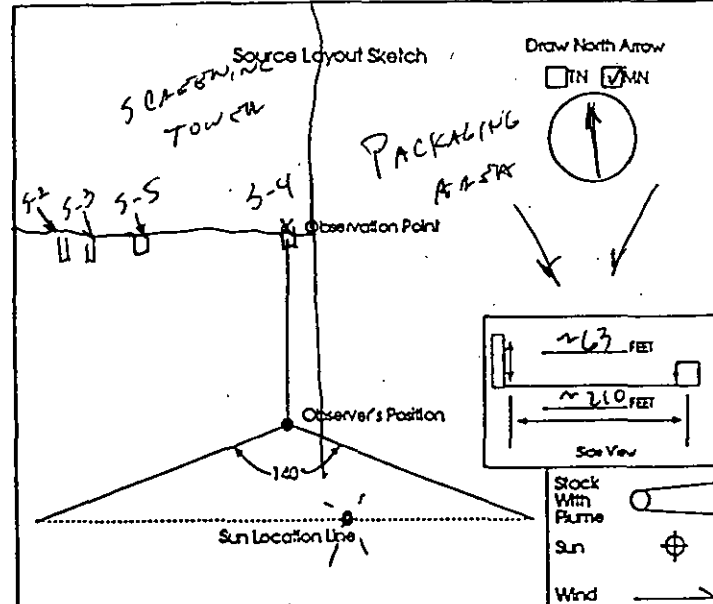 Source Layout Sketch
Draw North Arrow
TN MN
SCREENING
TOWER
PACKAGING
AREA
S-2 S-3 S-5 S-4
X Observation Point
~63 FEET
~210 FEET
Side View
Observer's Position
140
Sun Location Line
Stack
With
Plume
Sun
Wind